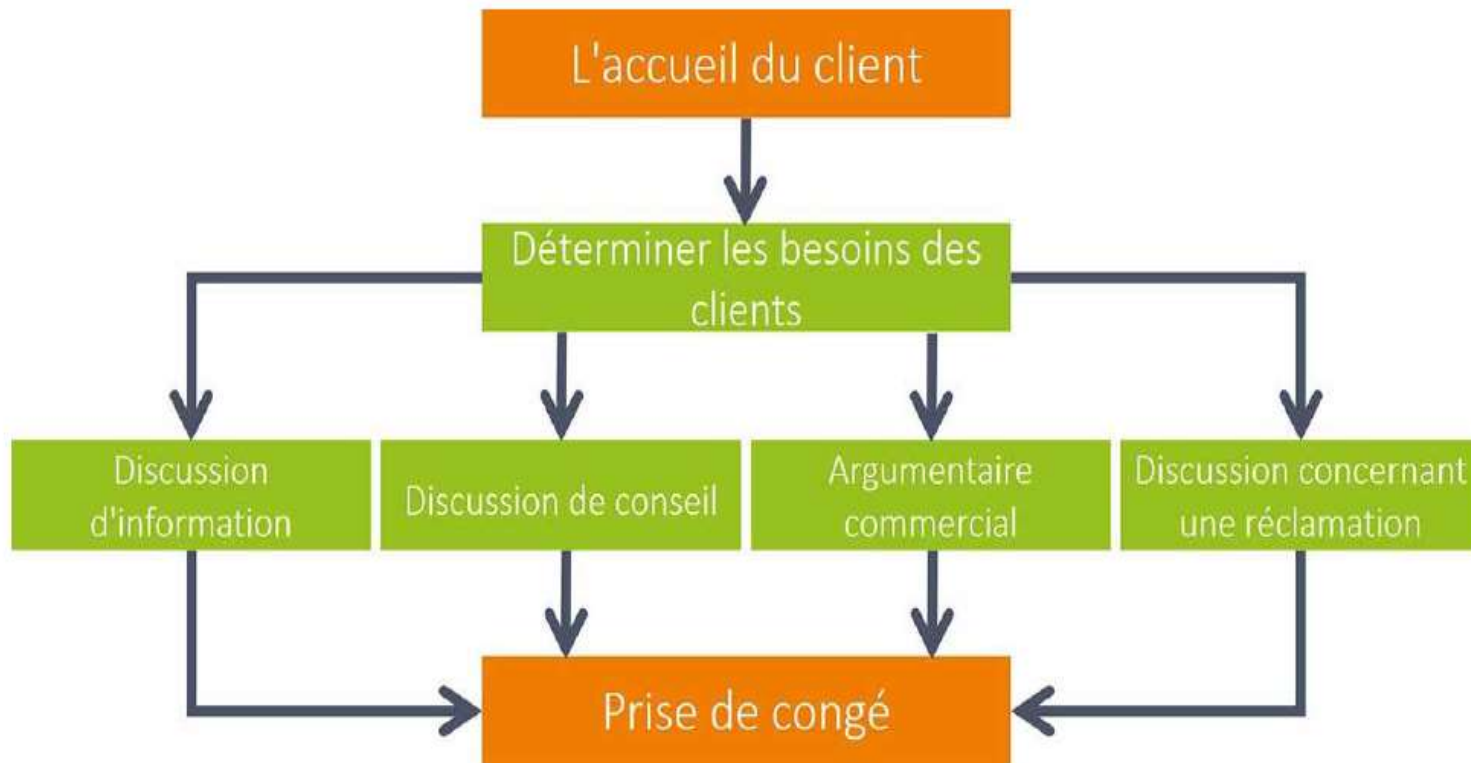 L'accueil du client
Déterminer les besoins des
clients
Discussion
d'information
Discussion de conseil
Argumentaire
commercial
Discussion concernant
une réclamation
Prise de congé